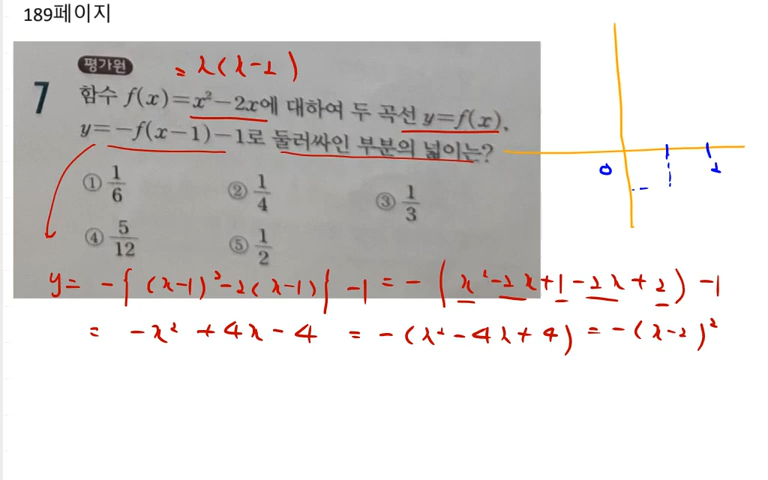 189페이지
평가원
= x(x-2)
7 함수 f(x)=x²-2x에 대하여 두 곡선 y=f(x),
y=-f(x-1)-1로 둘러싸인 부분의 넓이는?
① 1/6 ② 1/4 ③ 1/3
④ 5/12 ⑤ 1/2
0 2
y= -{(x-1)²-2(x-1)} -1 = -(x²-2x+1-2x+2) -1
= -x² +4x-4 = -(x²-4x+4) = -(x-2)²